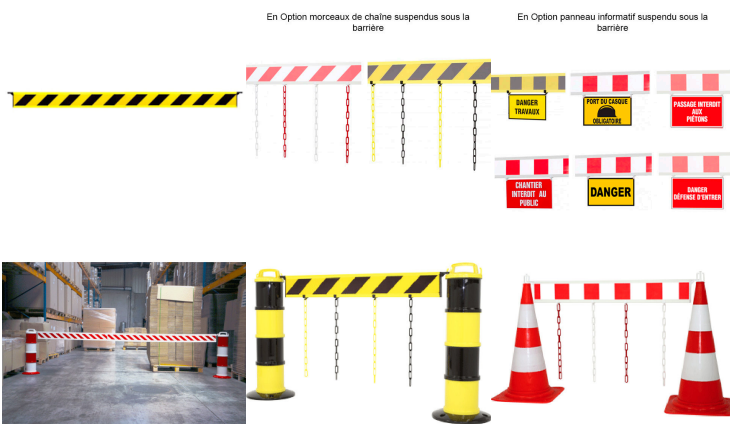 En Option morceaux de chaîne suspendus sous la
barrière
En Option panneau informatif suspendu sous la
barrière
DANGER
TRAVAUX
PORT DU CASQUE
OBLIGATOIRE
PASSAGE INTERDIT
AUX
PIÉTONS
CHANTIER
INTERDIT AU
PUBLIC
DANGER
DANGER
DÉFENSE D'ENTRER